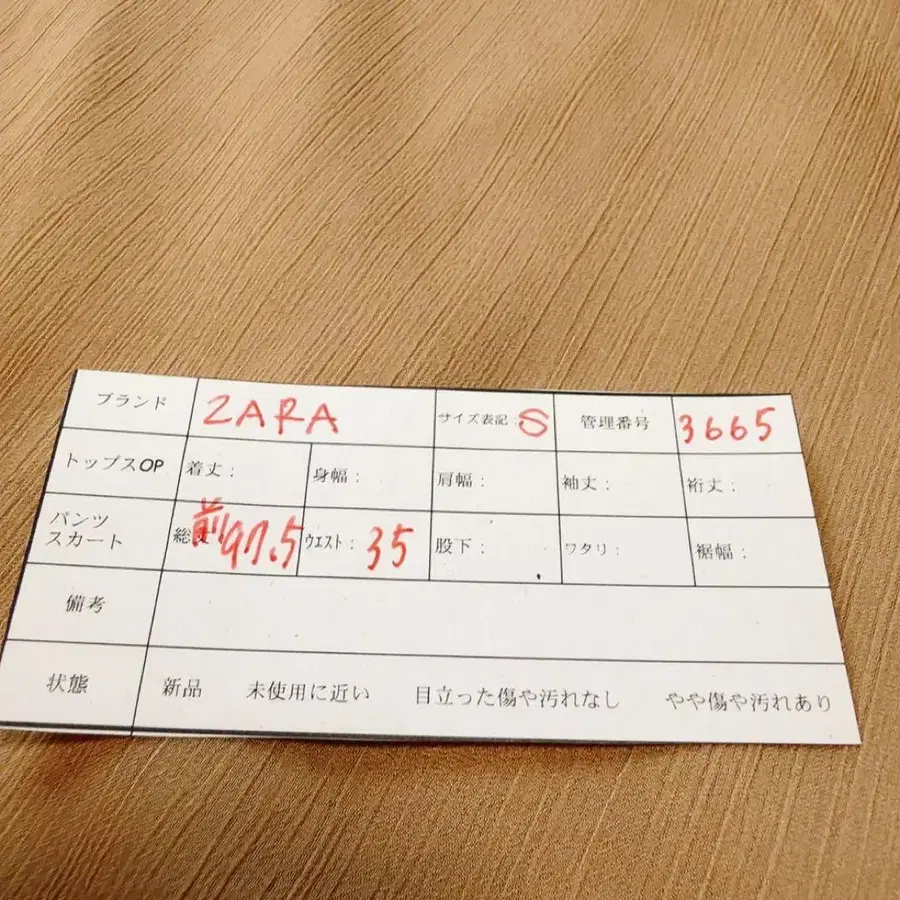 ブランド ZARA サイズ表記：S 管理番号 3665
トップスOP 着丈： 身幅： 肩幅： 袖丈： 裄丈：
パンツ
スカート 総丈：前97.5 ウエスト：35 股下： ワタリ： 裾幅：
備考
状態 新品 未使用に近い 目立った傷や汚れなし やや傷や汚れあり